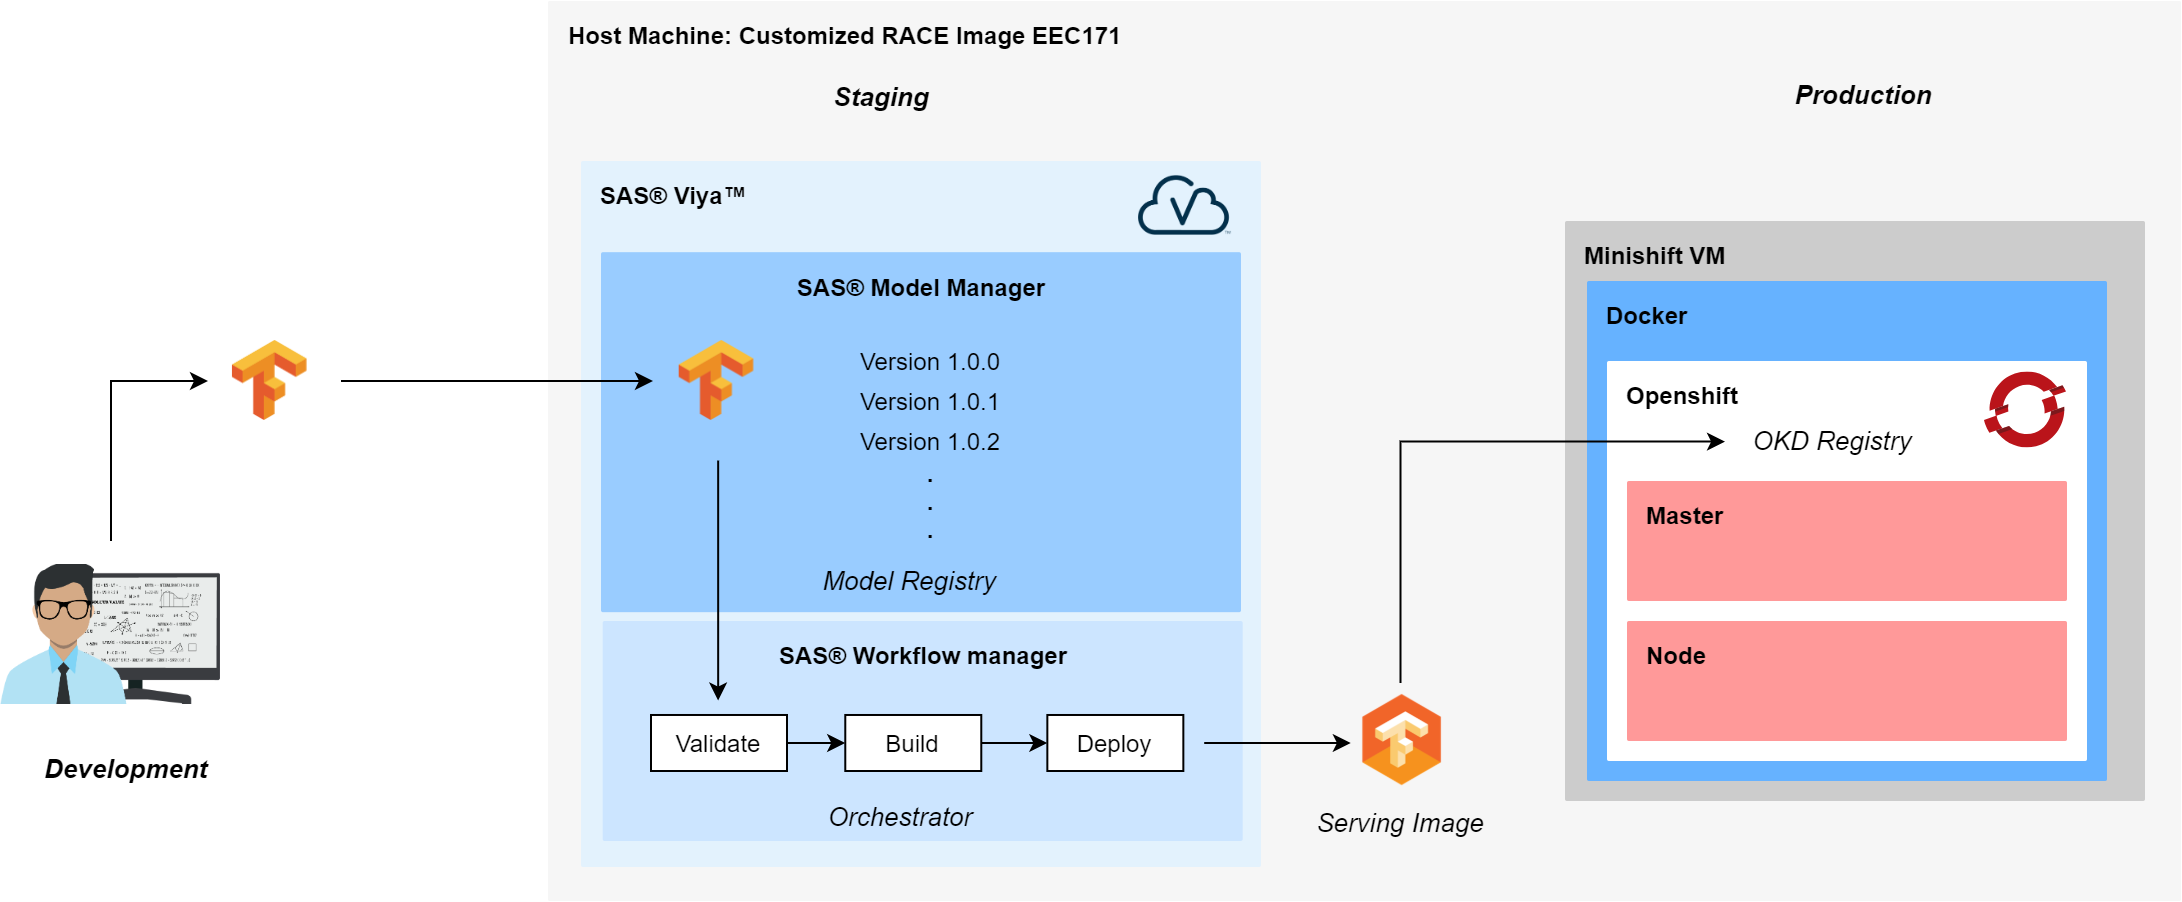 Host Machine: Customized RACE Image EEC171
Staging
Production
SAS® Viya™
SAS® Model Manager
Version 1.0.0
Version 1.0.1
Version 1.0.2
.
.
.
Model Registry
SAS® Workflow manager
Validate
Build
Deploy
Orchestrator
Development
Serving Image
Minishift VM
Docker
Openshift
OKD Registry
Master
Node